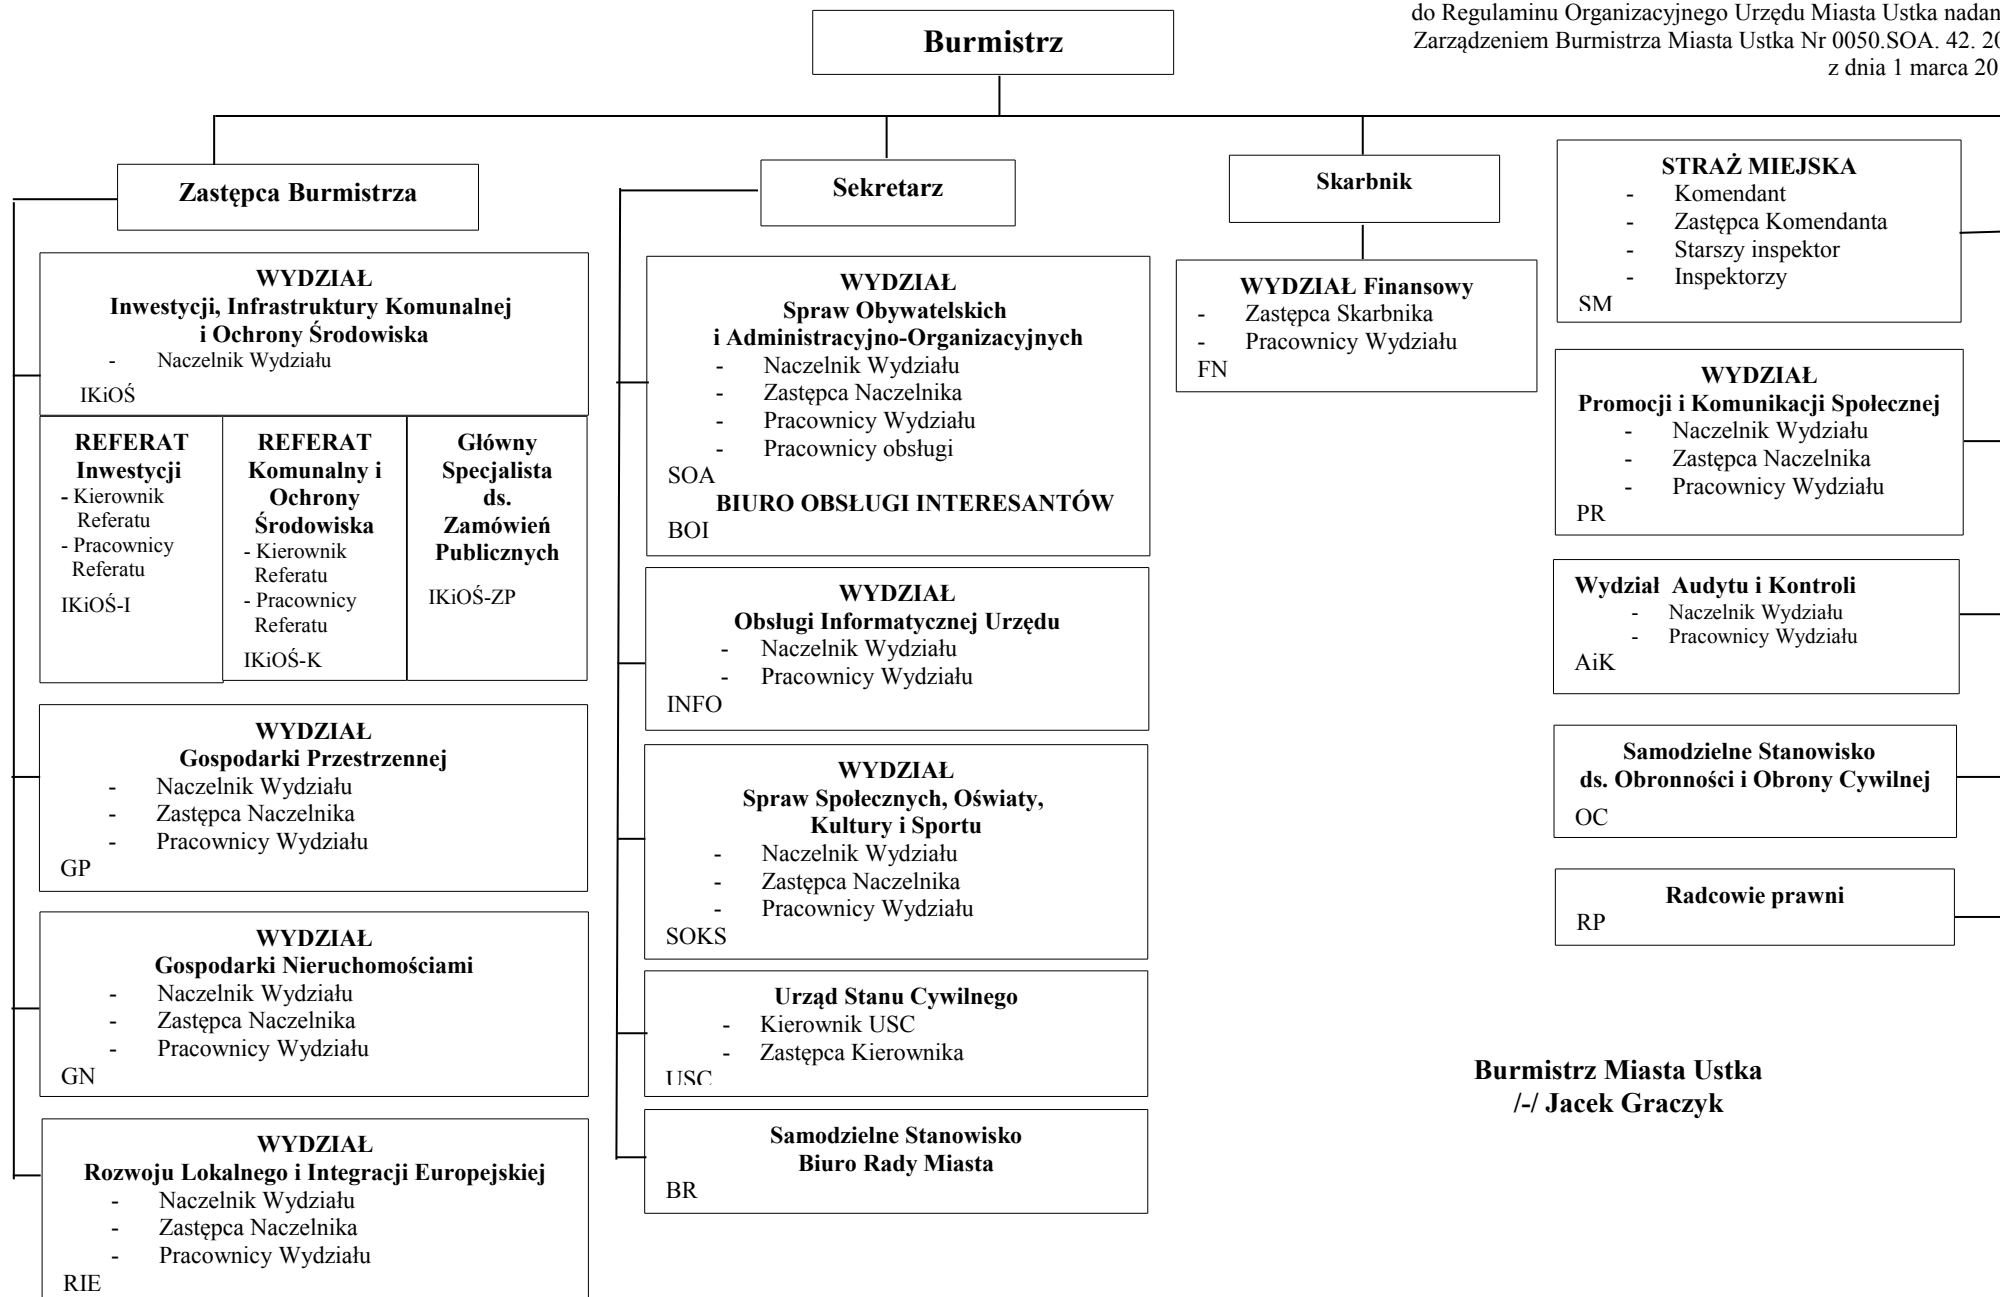 do Regulaminu Organizacyjnego Urzędu Miasta Ustka
Zarządzeniem Burmistrza Miasta Ustka Nr 0050.SOA. 42.
z dnia 1 marca
Burmistrz
Zastępca Burmistrza
WYDZIAŁ
Inwestycji, Infrastruktury Komunalnej
i Ochrony Środowiska
- Naczelnik Wydziału
IKiOŚ
REFERAT
Inwestycji
- Kierownik
Referatu
- Pracownicy
Referatu
IKiOŚ-I
REFERAT
Komunalny i
Ochrony
Środowiska
- Kierownik
Referatu
- Pracownicy
Referatu
IKiOŚ-K
Główny
Specjalista
ds.
Zamówień
Publicznych
IKiOŚ-ZP
WYDZIAŁ
Gospodarki Przestrzennej
- Naczelnik Wydziału
- Zastępca Naczelnika
- Pracownicy Wydziału
GP
WYDZIAŁ
Gospodarki Nieruchomościami
- Naczelnik Wydziału
- Zastępca Naczelnika
- Pracownicy Wydziału
GN
WYDZIAŁ
Rozwoju Lokalnego i Integracji Europejskiej
- Naczelnik Wydziału
- Zastępca Naczelnika
- Pracownicy Wydziału
RIE
Sekretarz
WYDZIAŁ
Spraw Obywatelskich
i Administracyjno-Organizacyjnych
- Naczelnik Wydziału
- Zastępca Naczelnika
- Pracownicy Wydziału
- Pracownicy obsługi
SOA
BIURO OBSŁUGI INTERESANTÓW
BOI
WYDZIAŁ
Obsługi Informatycznej Urzędu
- Naczelnik Wydziału
- Pracownicy Wydziału
INFO
WYDZIAŁ
Spraw Społecznych, Oświaty,
Kultury i Sportu
- Naczelnik Wydziału
- Zastępca Naczelnika
- Pracownicy Wydziału
SOKS
Urząd Stanu Cywilnego
- Kierownik USC
- Zastępca Kierownika
USC
Samodzielne Stanowisko
Biuro Rady Miasta
BR
Skarbnik
WYDZIAŁ Finansowy
- Zastępca Skarbnika
- Pracownicy Wydziału
FN
STRAŻ MIEJSKA
- Komendant
- Zastępca Komendanta
- Starszy inspektor
- Inspektorzy
SM
WYDZIAŁ
Promocji i Komunikacji Społecznej
- Naczelnik Wydziału
- Zastępca Naczelnika
- Pracownicy Wydziału
PR
Wydział Audytu i Kontroli
- Naczelnik Wydziału
- Pracownicy Wydziału
AiK
Samodzielne Stanowisko
ds. Obronności i Obrony Cywilnej
OC
Radcowie prawni
RP
Burmistrz Miasta Ustka
/-/ Jacek Graczyk